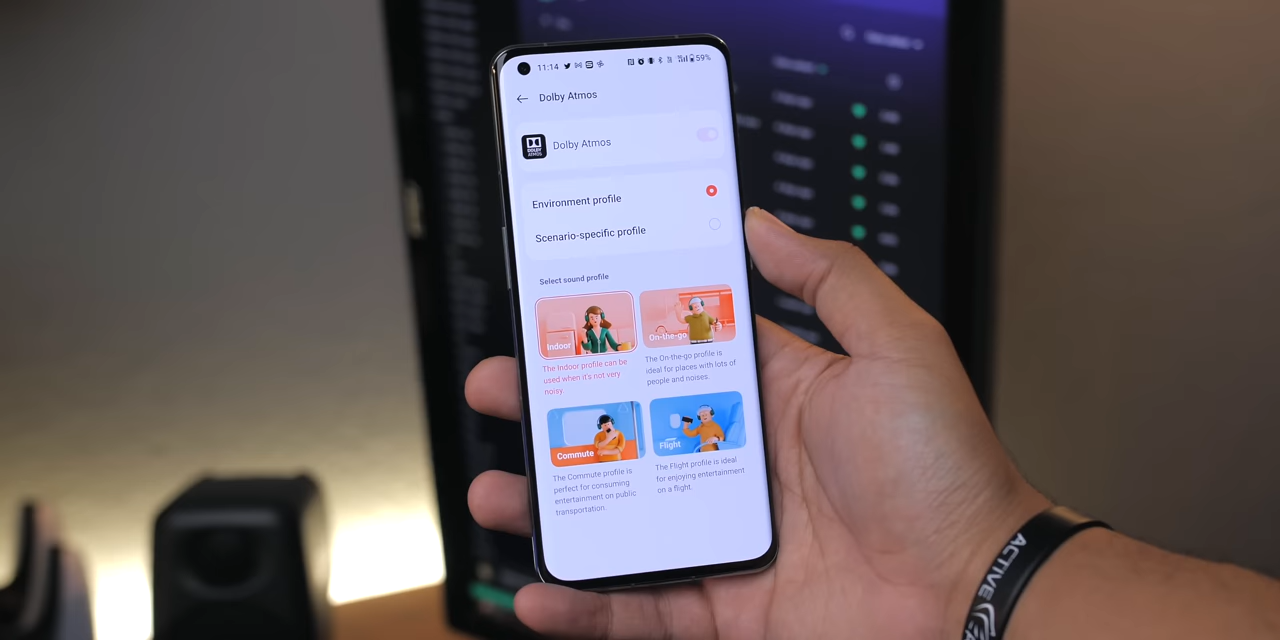 11:14 59%
Dolby Atmos
DOLBY
ATMOS
Dolby Atmos
Environment profile
Scenario-specific profile
Select sound profile
Indoor
The Indoor profile can be
used when it's not very
noisy.
On-the-go
The On-the-go profile is
ideal for places with lots of
people and noises.
Commute
The Commute profile is
perfect for consuming
entertainment on public
transportation.
Flight
The Flight profile is ideal
for enjoying entertainment
on a flight.
ACTIVE